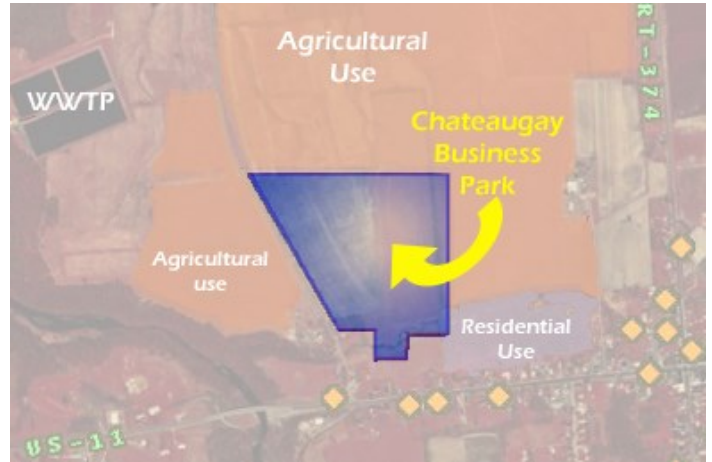 Agricultural
Use
RT-374
WWTP
Chateaugay
Business
Park
Agricultural
use
Residential
Use
US-11